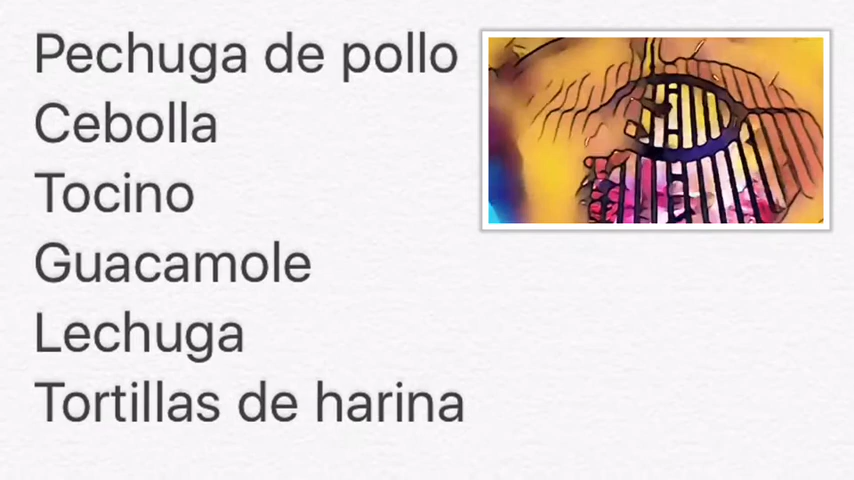 Pechuga de pollo
Cebolla
Tocino
Guacamole
Lechuga
Tortillas de harina